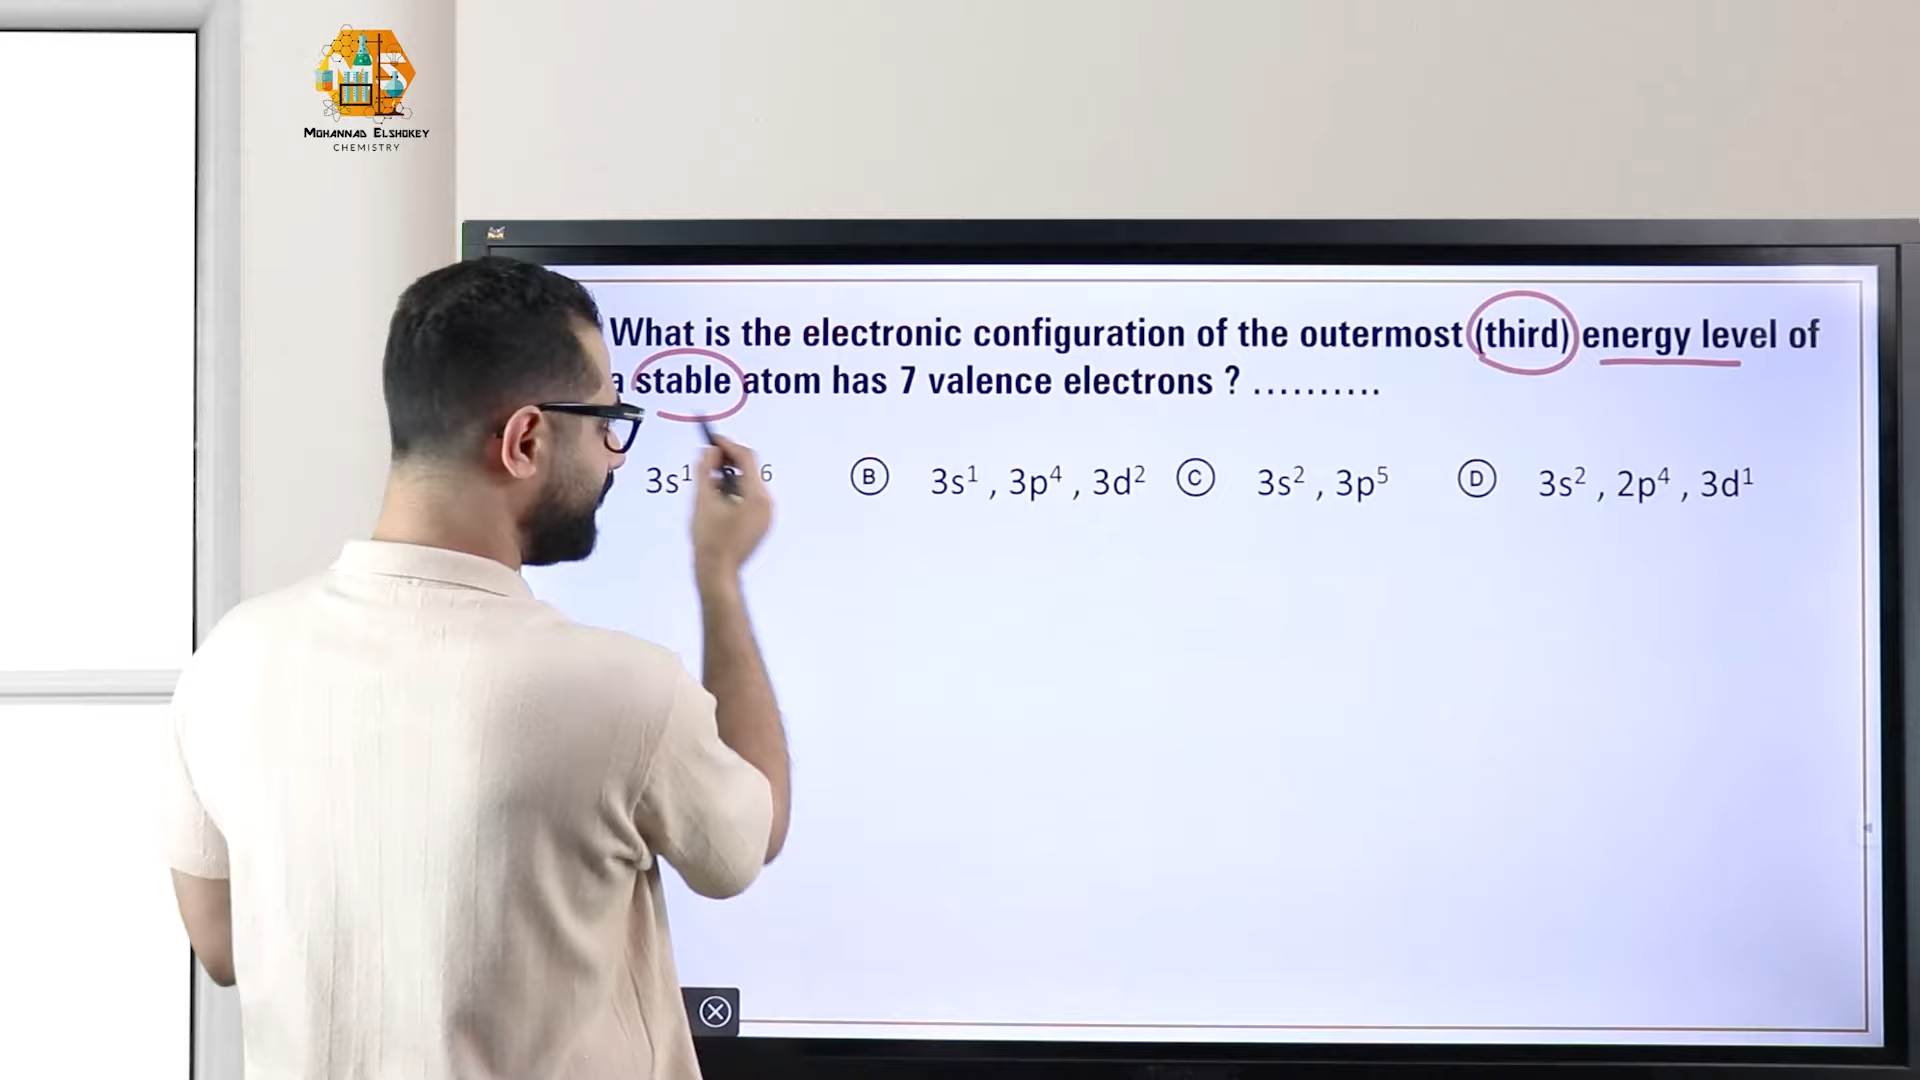 MOHANNAD ELSHOKEY
CHEMISTRY
What is the electronic configuration of the outermost (third) energy level of
a stable atom has 7 valence electrons ? ..........
3s¹ ⁶ B 3s¹ , 3p⁴ , 3d² C 3s² , 3p⁵ D 3s² , 2p⁴ , 3d¹